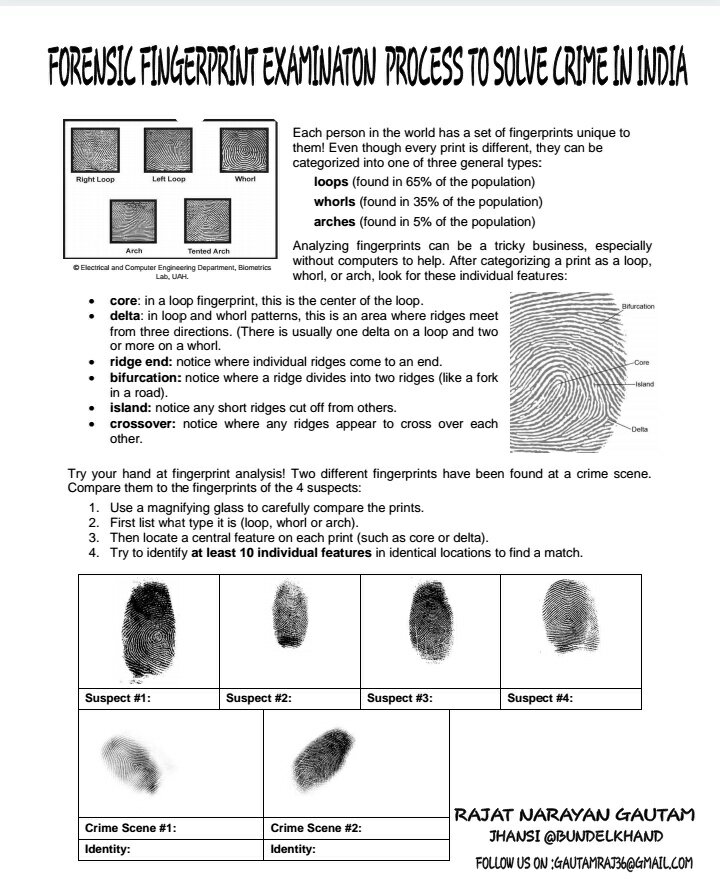 FORENSIC FINGERPRINT EXAMINATON PROCESS TO SOLVE CRIME IN INDIA
Right Loop
Left Loop
Whorl
Arch
Tented Arch
© Electrical and Computer Engineering Department, Biometrics
Lab, UAH.
Each person in the world has a set of fingerprints unique to
them! Even though every print is different, they can be
categorized into one of three general types:
loops (found in 65% of the population)
whorls (found in 35% of the population)
arches (found in 5% of the population)
Analyzing fingerprints can be a tricky business, especially
without computers to help. After categorizing a print as a loop,
whorl, or arch, look for these individual features:
• core: in a loop fingerprint, this is the center of the loop.
• delta: in loop and whorl patterns, this is an area where ridges meet
from three directions. (There is usually one delta on a loop and two
or more on a whorl.
• ridge end: notice where individual ridges come to an end.
• bifurcation: notice where a ridge divides into two ridges (like a fork
in a road).
• island: notice any short ridges cut off from others.
• crossover: notice where any ridges appear to cross over each
other.
Bifurcation
Core
Island
Delta
Try your hand at fingerprint analysis! Two different fingerprints have been found at a crime scene.
Compare them to the fingerprints of the 4 suspects:
1. Use a magnifying glass to carefully compare the prints.
2. First list what type it is (loop, whorl or arch).
3. Then locate a central feature on each print (such as core or delta).
4. Try to identify at least 10 individual features in identical locations to find a match.
Suspect #1:
Suspect #2:
Suspect #3:
Suspect #4:
Crime Scene #1:
Crime Scene #2:
Identity:
Identity:
RAJAT NARAYAN GAUTAM
JHANSI @BUNDELKHAND
FOLLOW US ON :GAUTAMRAJ36@GMAIL.COM